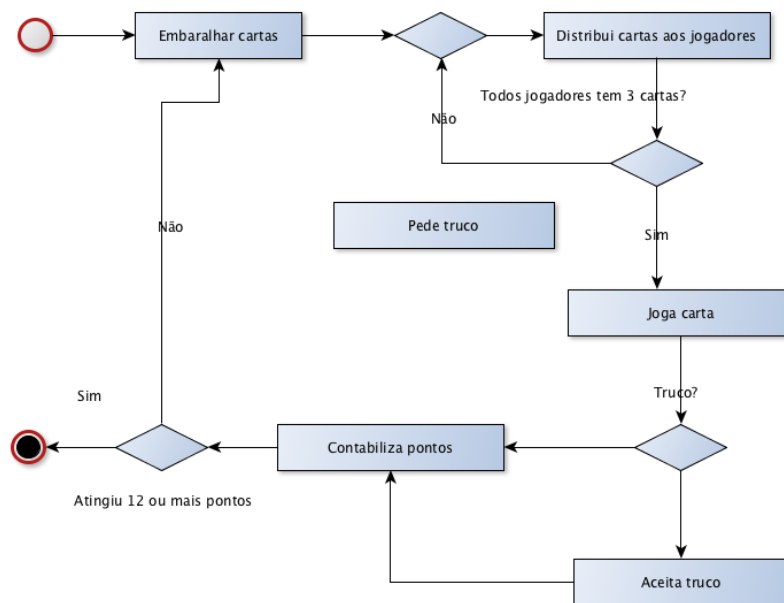 Embaralhar cartas
Distribui cartas aos jogadores
Todos jogadores tem 3 cartas?
Não
Pede truco
Não
Sim
Joga carta
Truco?
Sim
Contabiliza pontos
Atingiu 12 ou mais pontos
Aceita truco